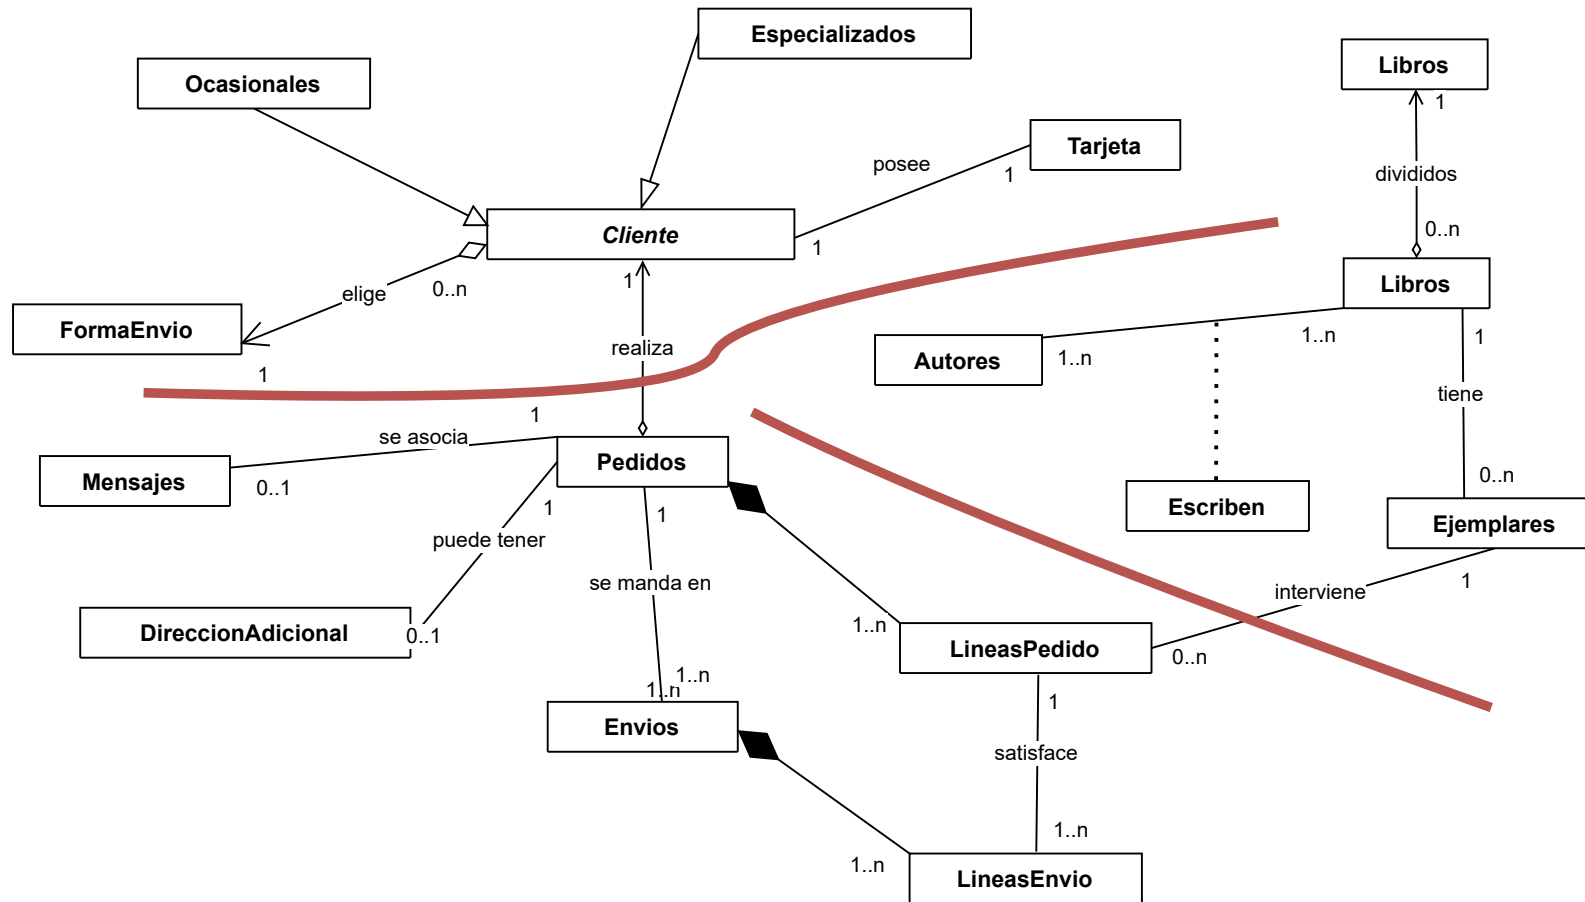 Especializados
Ocasionales
Libros
1
Tarjeta
posee
1
divididos
Cliente
1
0..n
1
0..n
elige
Libros
FormaEnvio
realiza
1..n
1
Autores
1..n
1
tiene
1
se asocia
Pedidos
Mensajes
0..1
0..n
1
1
Escriben
Ejemplares
puede tener
se manda en
1
interviene
DireccionAdicional
0..1
1..n
LineasPedido
0..n
1..n
1..n
1
Envios
satisface
1..n
1..n
LineasEnvio